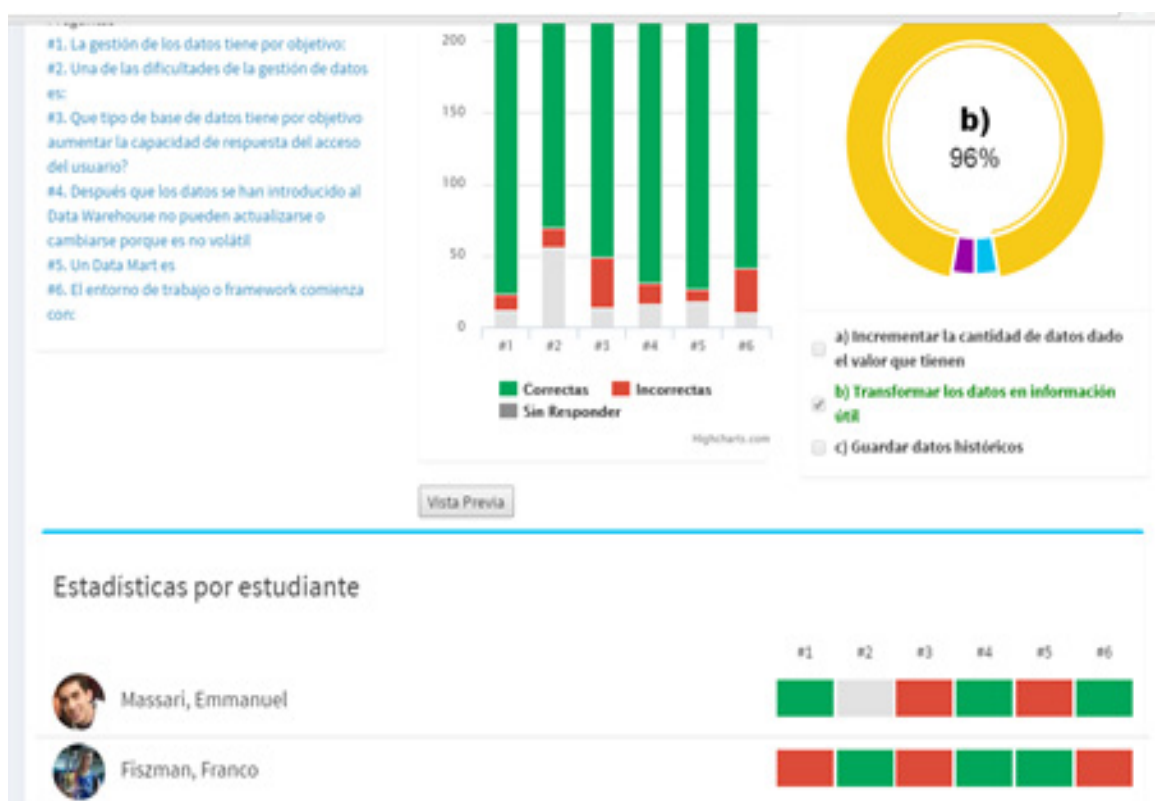 #1. La gestión de los datos tiene por objetivo:
#2. Una de las dificultades de la gestión de datos
es:
#3. Que tipo de base de datos tiene por objetivo
aumentar la capacidad de respuesta del acceso
del usuario?
#4. Después que los datos se han introducido al
Data Warehouse no pueden actualizarse o
cambiarse porque es no volátil
#5. Un Data Mart es
#6. El entorno de trabajo o framework comienza
con:
200
150
100
50
0
#1 #2 #3 #4 #5 #6
Correctas Incorrectas
Sin Responder
Highcharts.com
b)
96%
a) Incrementar la cantidad de datos dado
el valor que tienen
b) Transformar los datos en información
útil
c) Guardar datos históricos
Vista Previa
Estadísticas por estudiante
#1 #2 #3 #4 #5 #6
Massari, Emmanuel
Fiszman, Franco